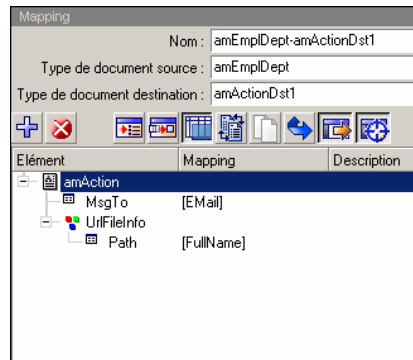 Mapping
Nom : amEmplDept-amActionDst1
Type de document source : amEmplDept
Type de document destination : amActionDst1
Elément Mapping Description
amAction
MsgTo [EMail]
UrlFileInfo
Path [FullName]